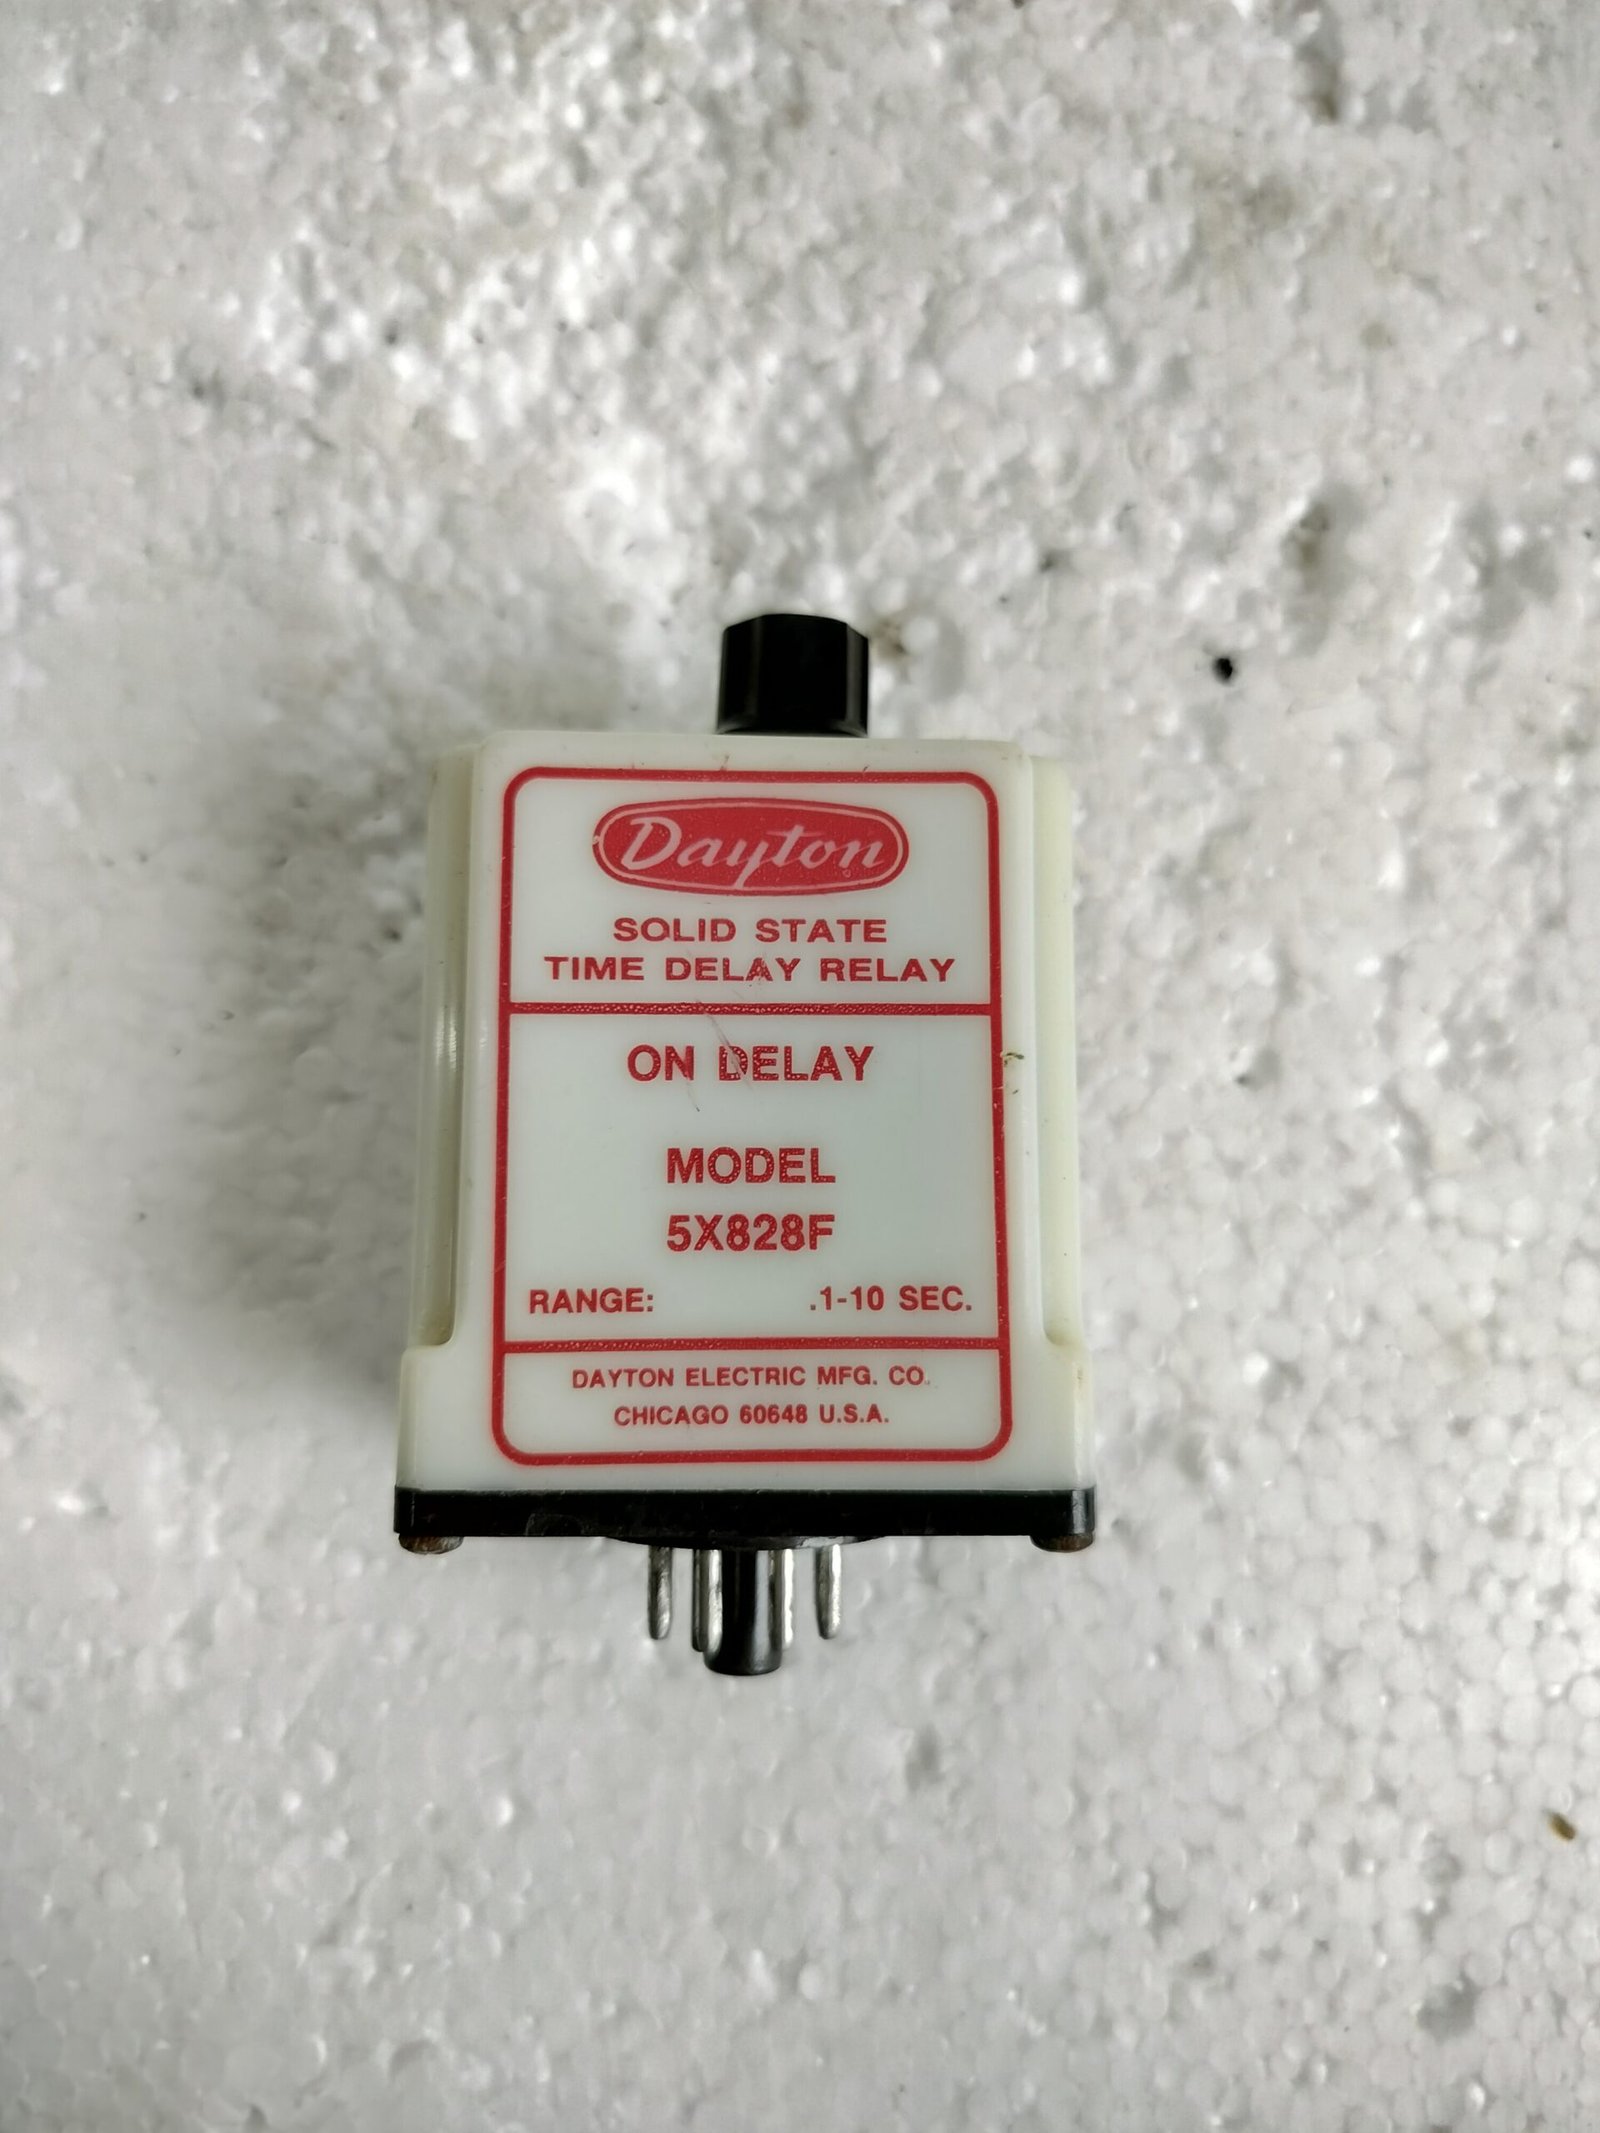 Dayton
SOLID STATE
TIME DELAY RELAY
ON DELAY
MODEL
5X828F
RANGE: .1-10 SEC.
DAYTON ELECTRIC MFG. CO.
CHICAGO 60648 U.S.A.